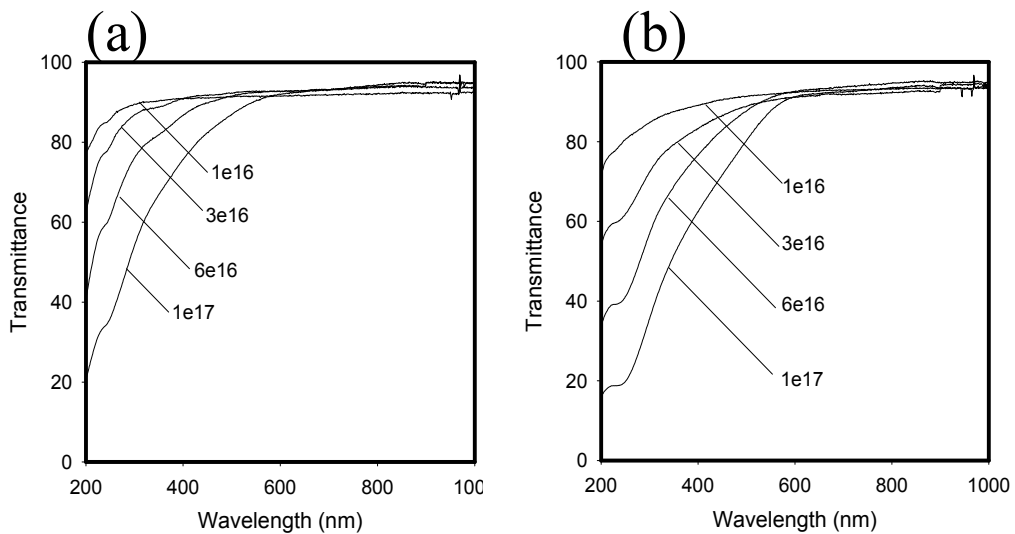 (a)
100
80
60
40
20
0
Transmittance
1e16
3e16
6e16
1e17
200 400 600 800 100
Wavelength (nm)
(b)
100
80
60
40
20
0
Transmittance
1e16
3e16
6e16
1e17
200 400 600 800 1000
Wavelength (nm)